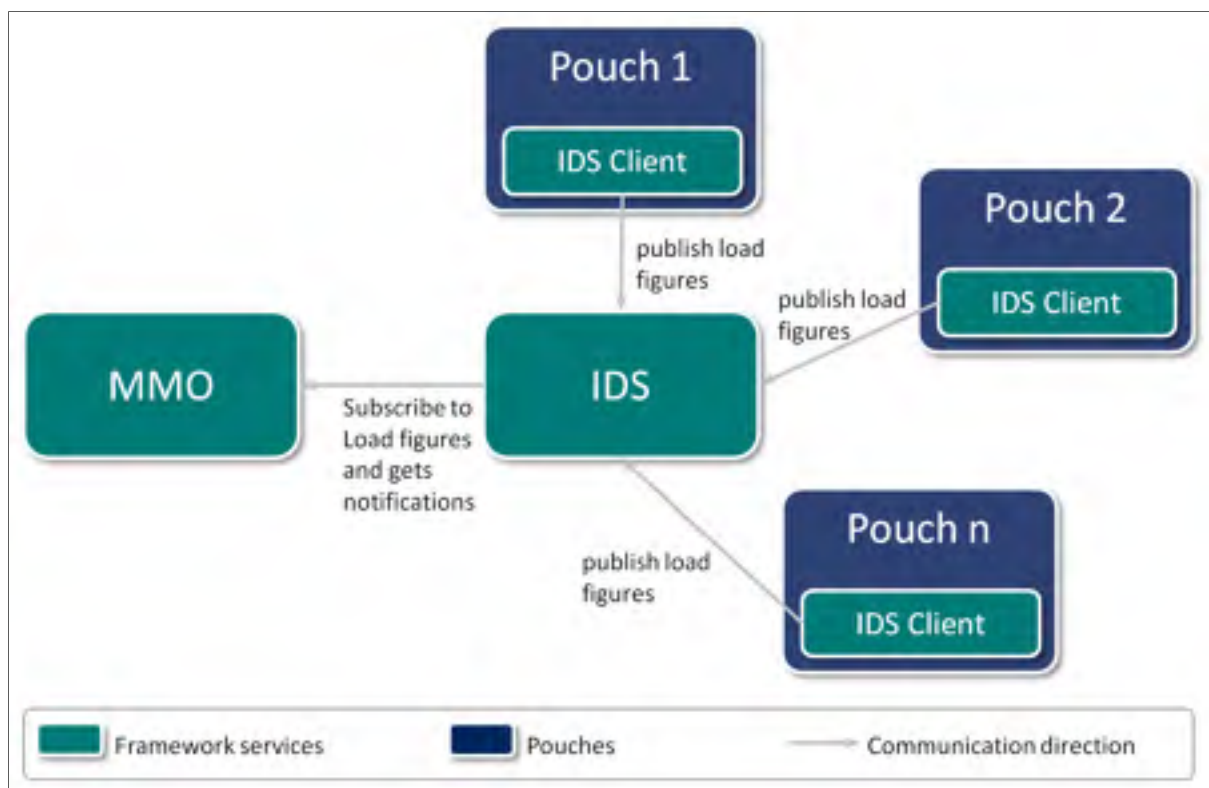 Pouch 1
IDS Client
publish load
figures
Pouch 2
IDS Client
publish load
figures
MMO
IDS
Subscribe to
Load figures
and gets
notifications
Pouch n
IDS Client
publish load
figures
Framework services
Pouches
Communication direction